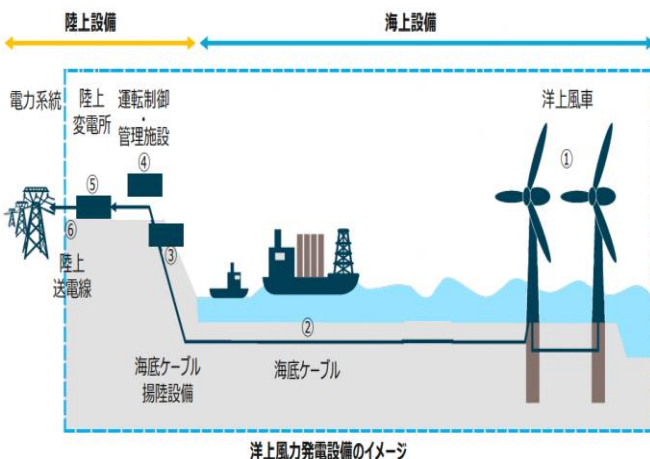 陸上設備
海上設備
電力系統
陸上
変電所
運転制御
・
管理施設
洋上風車
①
④
⑤
⑥
③
陸上
送電線
②
海底ケーブル
揚陸設備
海底ケーブル
洋上風力発電設備のイメージ